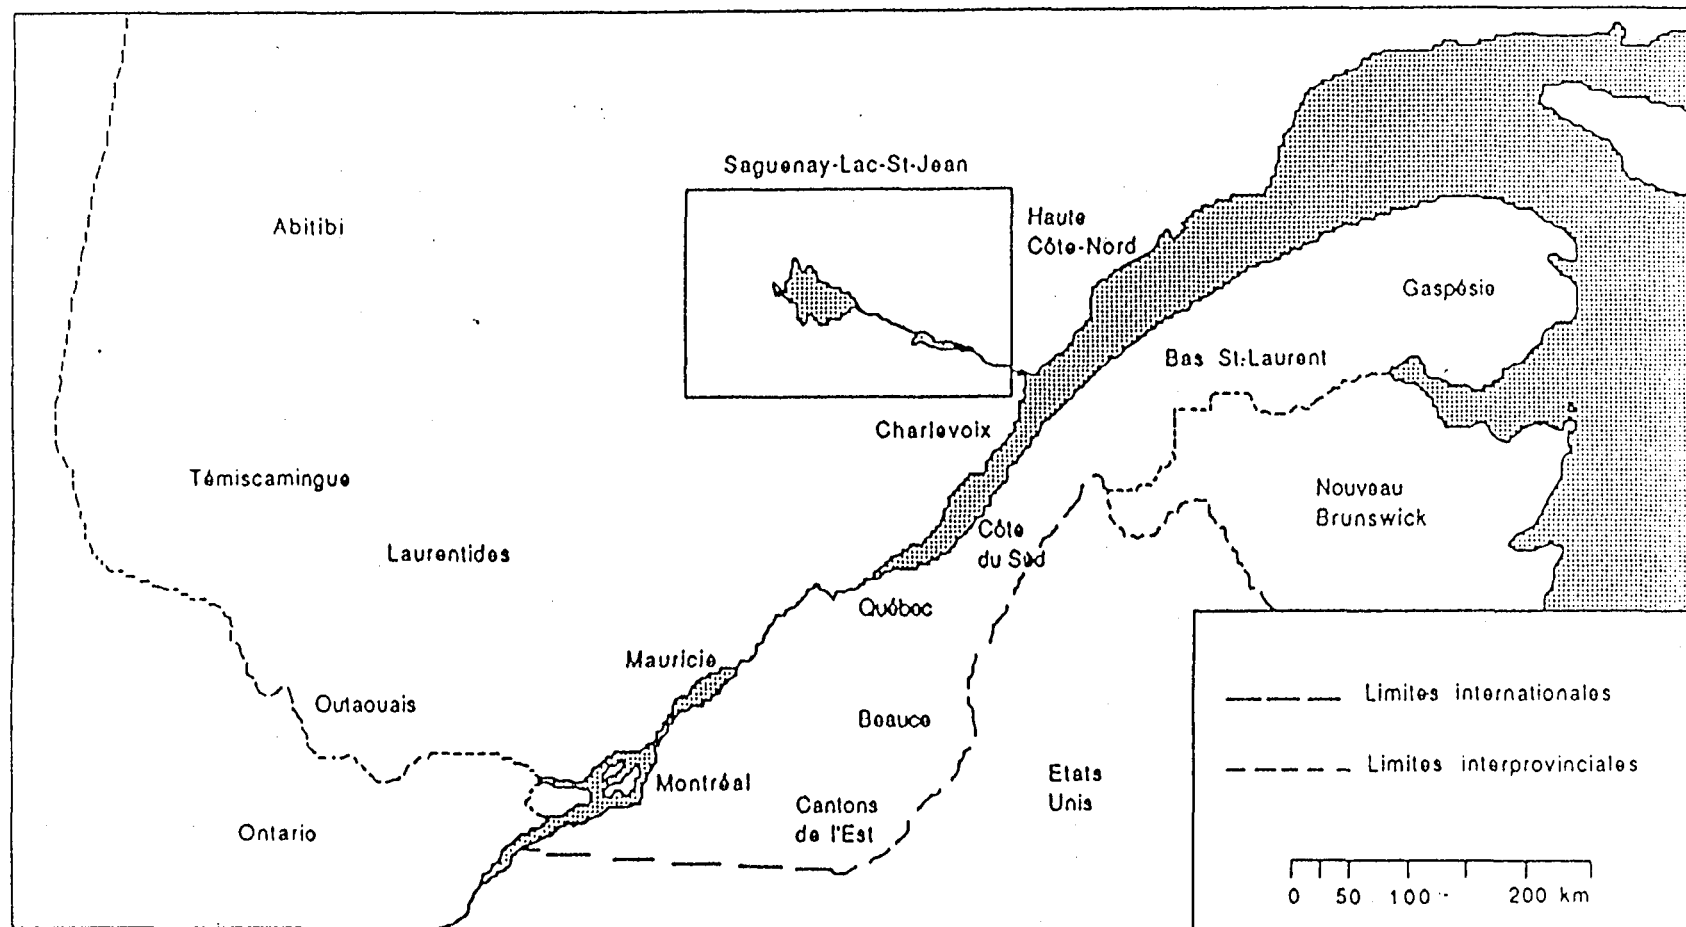 Saguenay-Lac-St-Jean
Abitibi
Haute
Côte-Nord
Gaspésie
Bas St-Laurent
Charlevoix
Témiscamingue
Nouveau
Brunswick
Côte
du Sud
Laurentides
Québec
Mauricie
Outaouais
Beauce
Montréal
Etats
Unis
Cantons
de l'Est
Ontario
Limites internationales
Limites interprovinciales
0 50 100 200 km